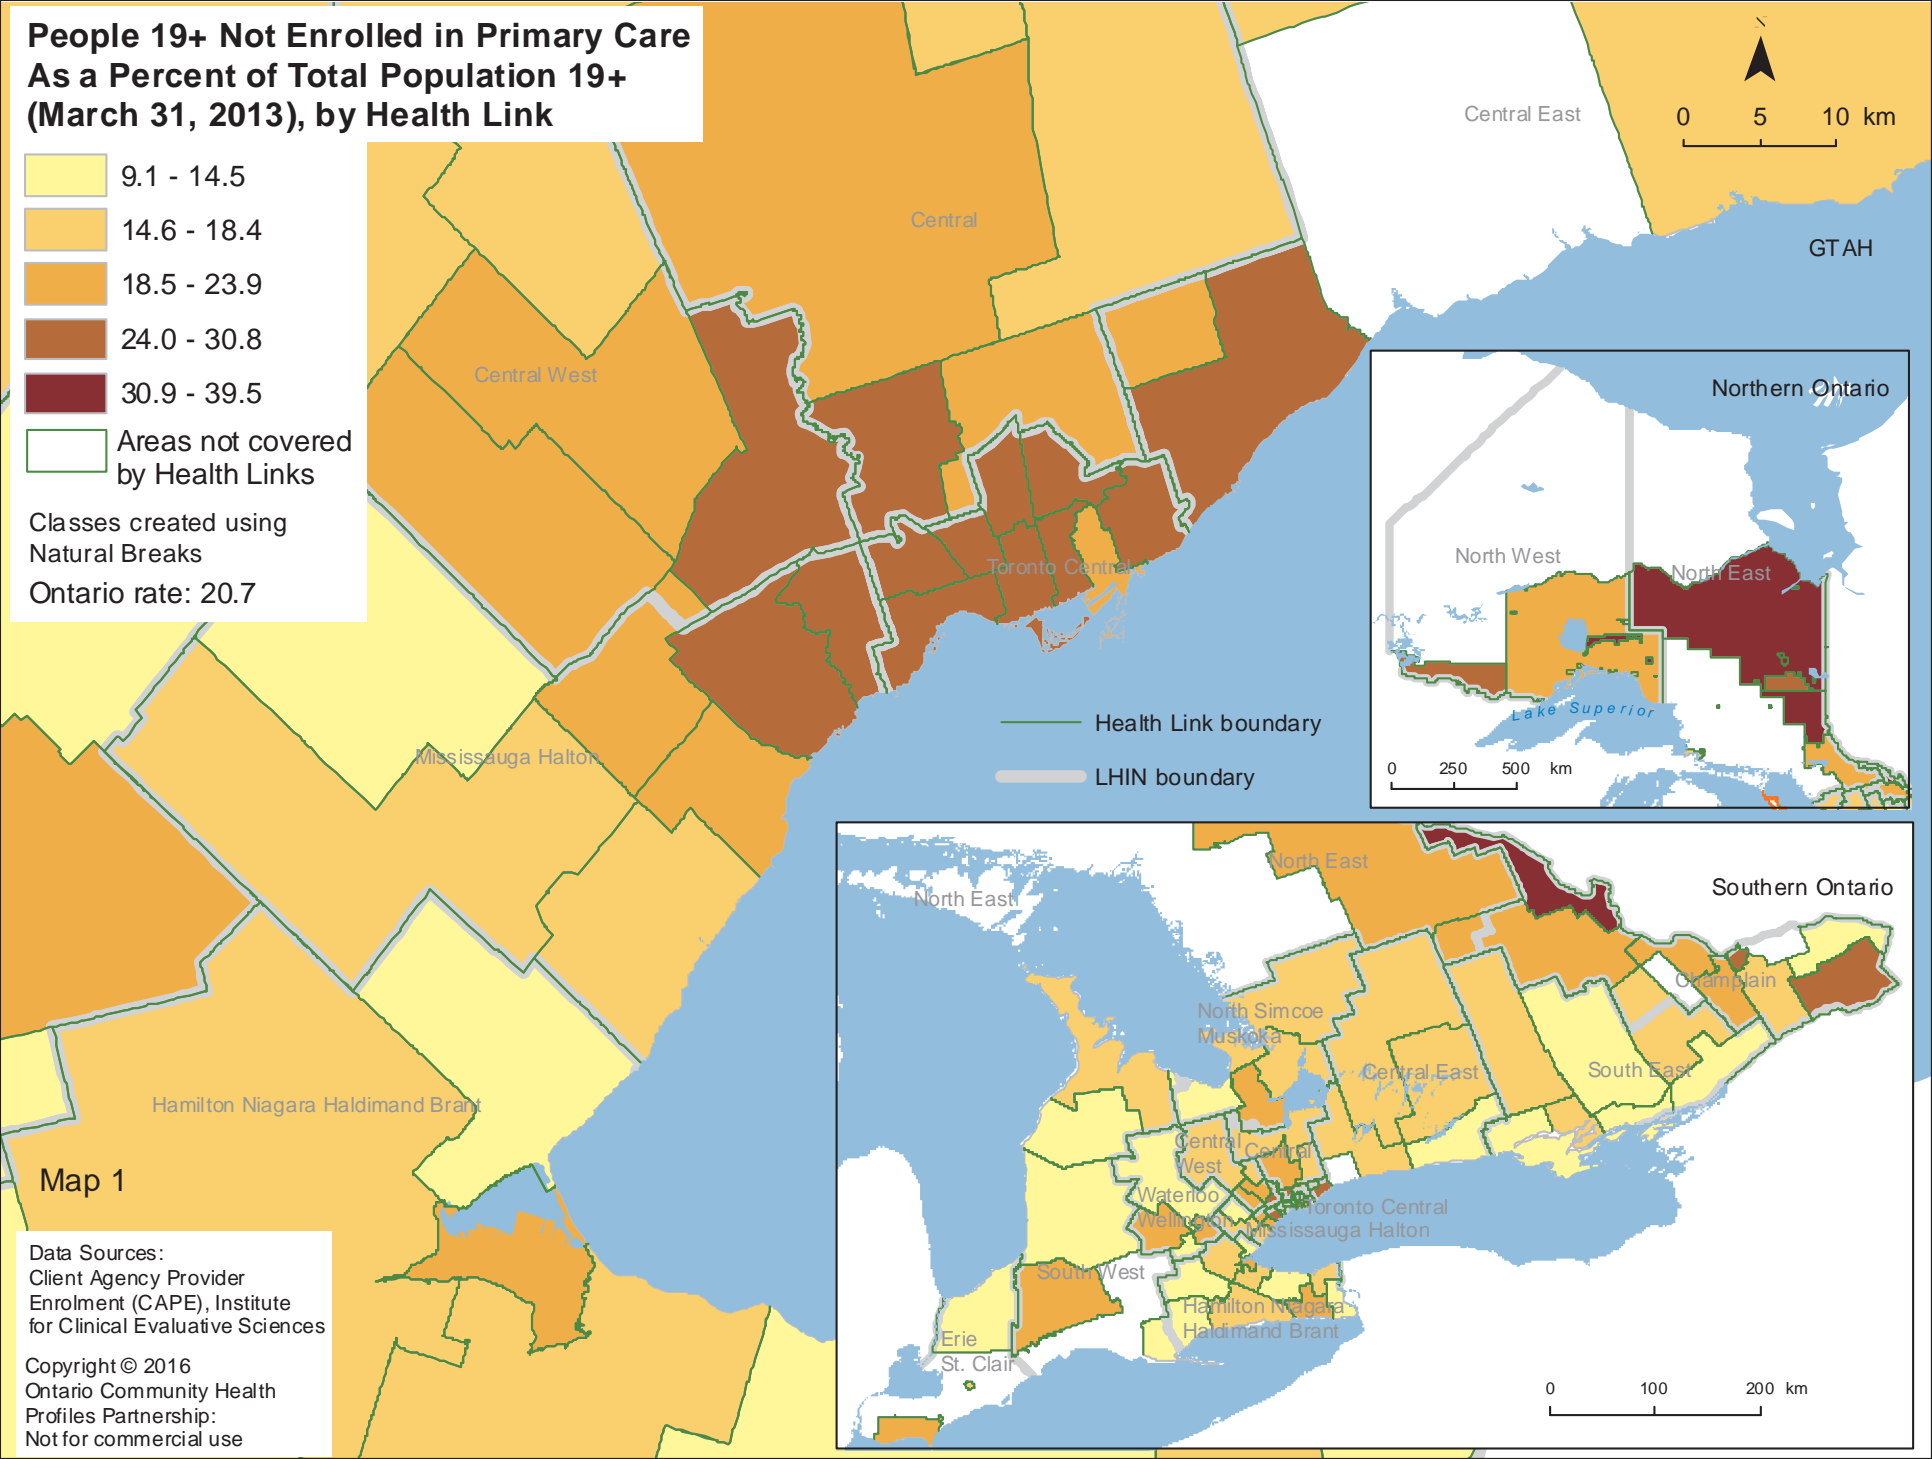 People 19+ Not Enrolled in Primary Care
As a Percent of Total Population 19+
(March 31, 2013), by Health Link
9.1 - 14.5
14.6 - 18.4
18.5 - 23.9
24.0 - 30.8
30.9 - 39.5
Areas not covered
by Health Links
Classes created using
Natural Breaks
Ontario rate: 20.7
N
0 5 10 km
Central East
GTAH
Central
Central West
Toronto Central
Mississauga Halton
Hamilton Niagara Haldimand Brant
Health Link boundary
LHIN boundary
Northern Ontario
North West
North East
Lake Superior
0 250 500 km
Southern Ontario
North East
North East
North Simcoe
Muskoka
Champlain
Central East
South East
Central
West
Central
Waterloo
Wellington
Toronto Central
Mississauga Halton
South West
Hamilton Niagara
Haldimand Brant
Erie
St. Clair
0 100 200 km
Map 1
Data Sources:
Client Agency Provider
Enrolment (CAPE), Institute
for Clinical Evaluative Sciences
Copyright © 2016
Ontario Community Health
Profiles Partnership:
Not for commercial use